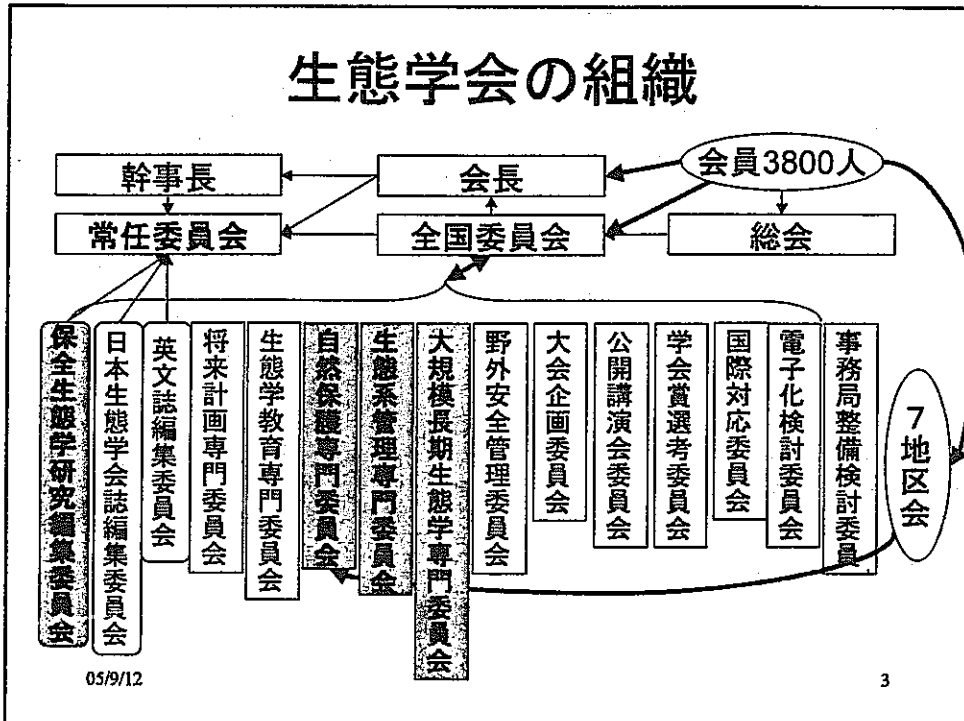 生態学会の組織
幹事長
会長
会員3800人
常任委員会
全国委員会
総会
保全生態学研究編集委員会
日本生態学会誌編集委員会
英文誌編集委員会
将来計画専門委員会
生態学教育専門委員会
自然保護専門委員会
生態系管理専門委員会
大規模長期生態学専門委員会
野外安全管理委員会
大会企画委員会
公開講演会委員会
学会賞選考委員会
国際対応委員会
電子化検討委員会
事務局整備検討委員
7地区会
05/9/12
3